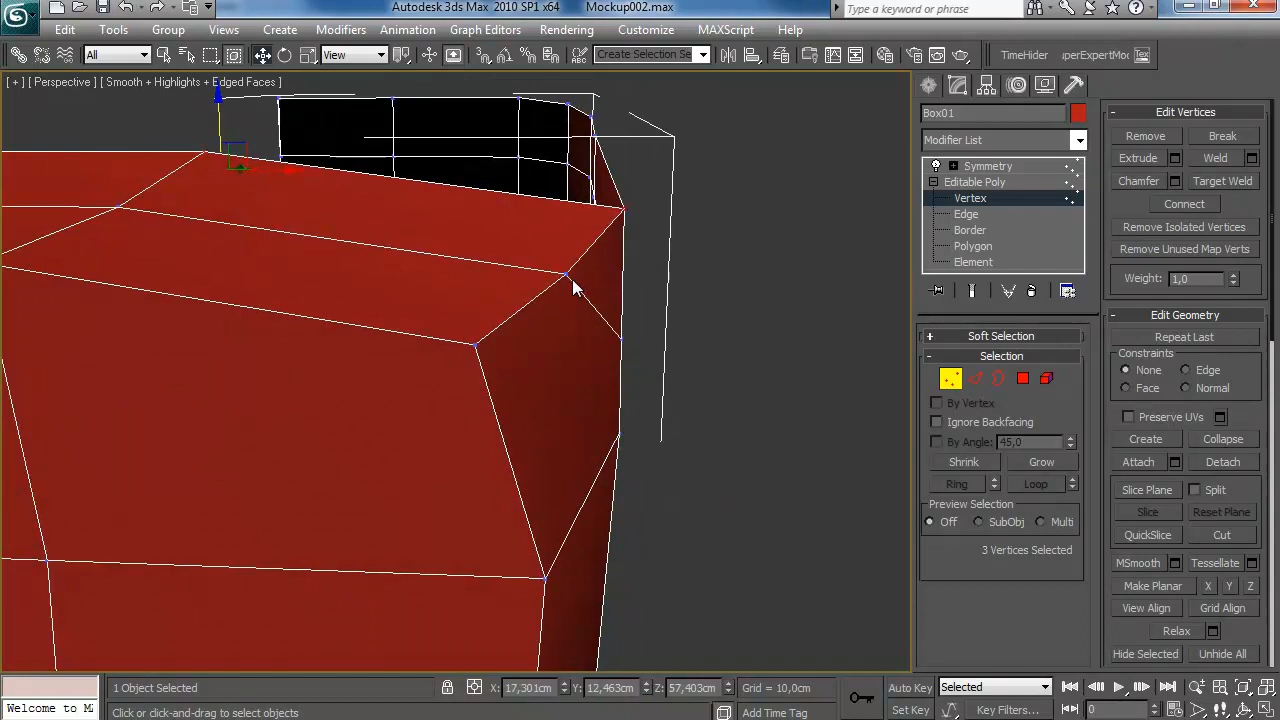 Autodesk 3ds Max 2010 SP1 x64 Mockup002.max
Type a keyword or phrase
Edit Tools Group Views Create Modifiers Animation Graph Editors Rendering Customize MAXScript Help
All View Create Selection Se TimeHider perExpertMod Tex
[ + ] [ Perspective ] [ Smooth + Highlights + Edged Faces ]
Box01
Modifier List
Symmetry
Editable Poly
Vertex
Edge
Border
Polygon
Element
Soft Selection
Selection
By Vertex
Ignore Backfacing
By Angle: 45,0
Shrink Grow
Ring Loop
Preview Selection
Off SubObj Multi
3 Vertices Selected
Edit Vertices
Remove Break
Extrude Weld
Chamfer Target Weld
Connect
Remove Isolated Vertices
Remove Unused Map Verts
Weight: 1,0
Edit Geometry
Repeat Last
Constraints
None Edge
Face Normal
Preserve UVs
Create Collapse
Attach Detach
Slice Plane Split
Slice Reset Plane
QuickSlice Cut
MSmooth Tessellate
Make Planar X Y Z
View Align Grid Align
Relax
Hide Selected Unhide All
1 Object Selected X: 17,301cm Y: 12,463cm Z: 57,403cm Grid = 10,0cm Auto Key Selected
Welcome to M Click or click-and-drag to select objects Add Time Tag Set Key Key Filters... 0